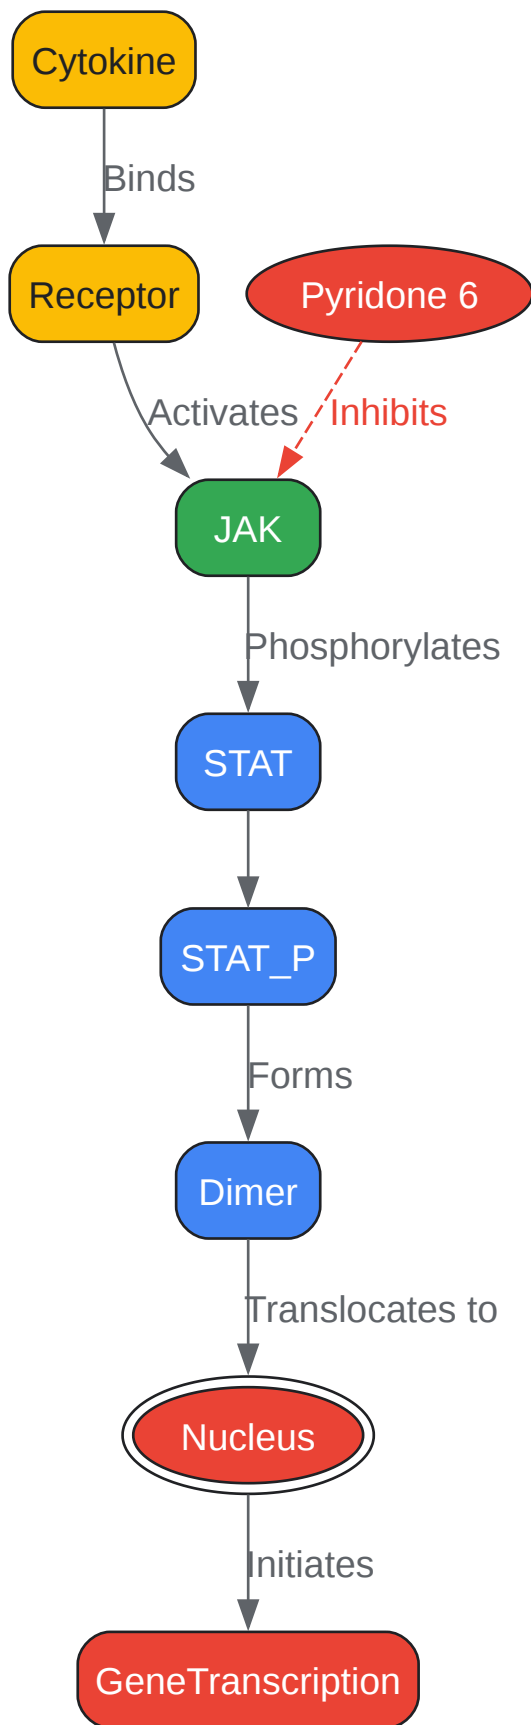 Cytokine
Binds
Receptor
Pyridone 6
Activates
Inhibits
JAK
Phosphorylates
STAT
STAT_P
Forms
Dimer
Translocates to
Nucleus
Initiates
GeneTranscription